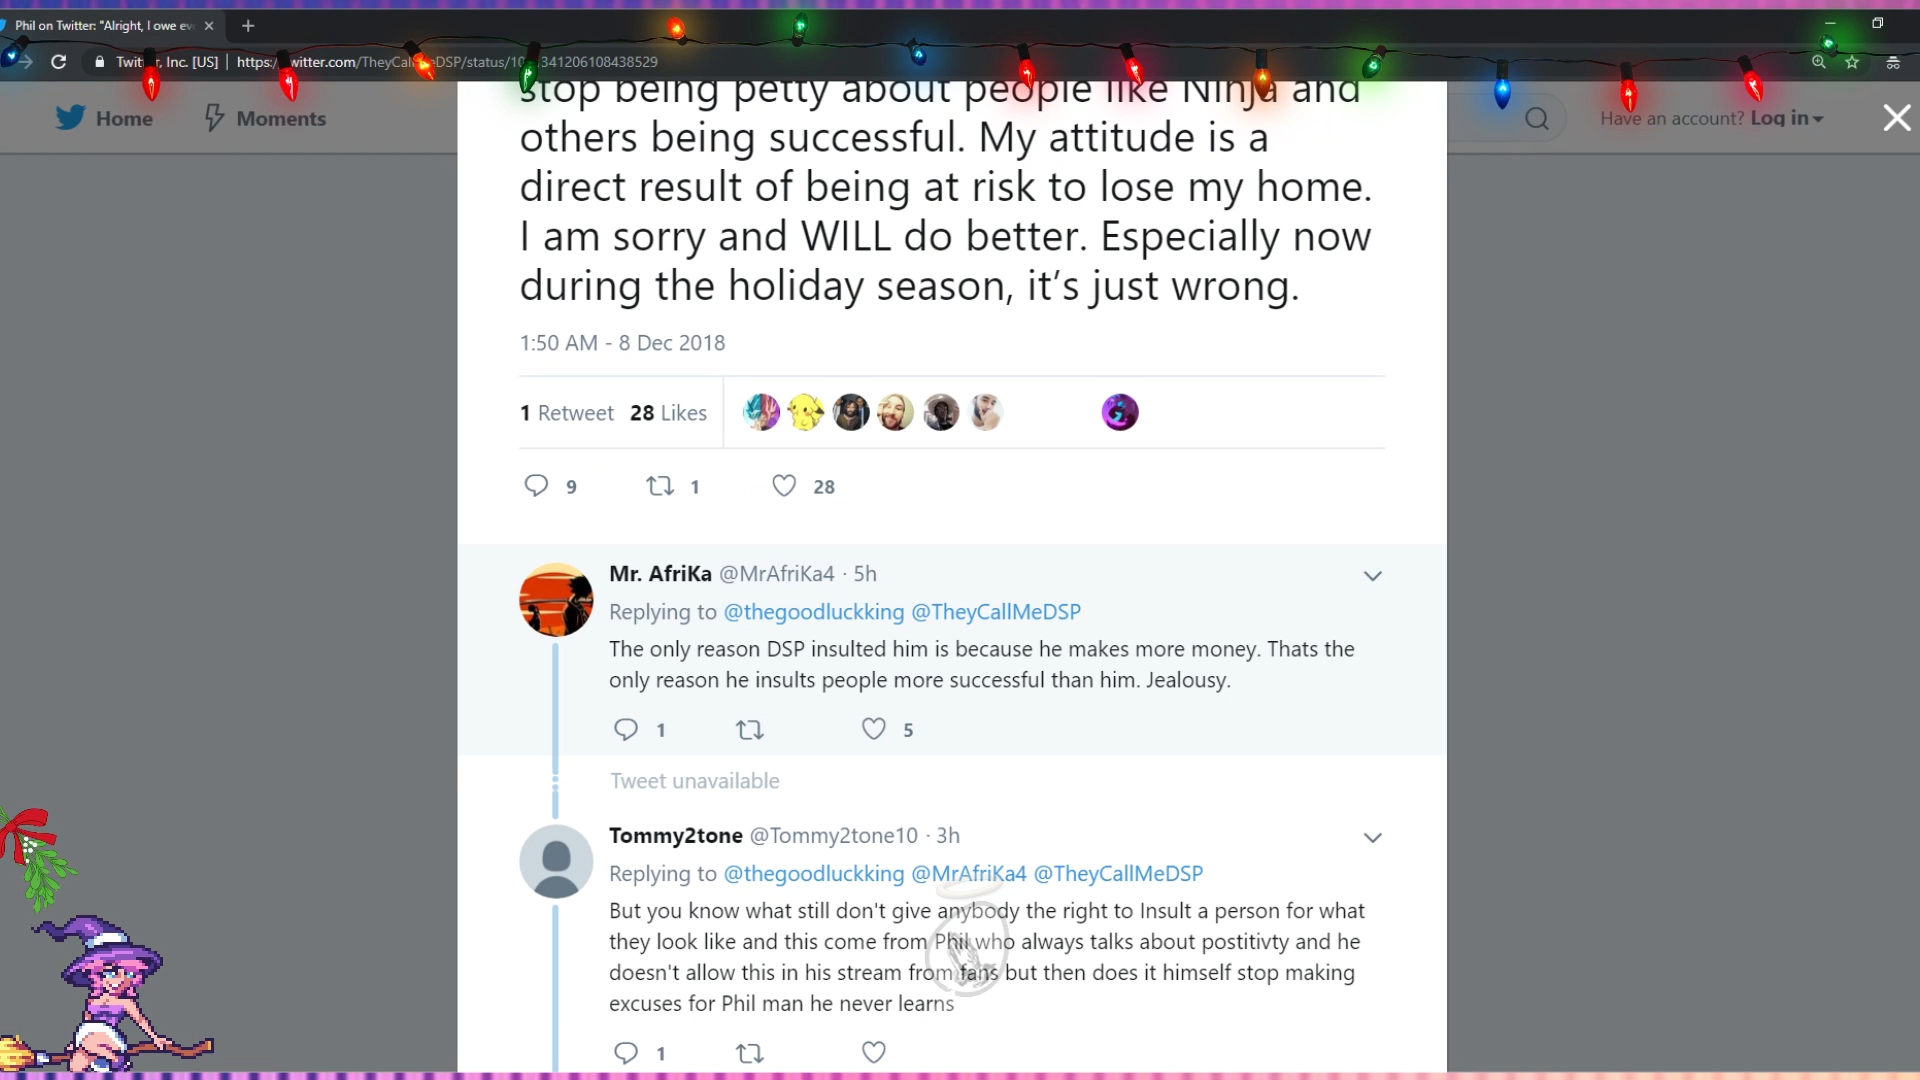 Phil on Twitter: "Alright, I owe ev
Twitter, Inc. [US] | https://twitter.com/TheyCallMeDSP/status/10 341206108438529
Home Moments
Have an account? Log in
stop being petty about people like Ninja and
others being successful. My attitude is a
direct result of being at risk to lose my home.
I am sorry and WILL do better. Especially now
during the holiday season, it’s just wrong.
1:50 AM - 8 Dec 2018
1 Retweet 28 Likes
9 1 28
Mr. AfriKa @MrAfriKa4 · 5h
Replying to @thegoodluckking @TheyCallMeDSP
The only reason DSP insulted him is because he makes more money. Thats the
only reason he insults people more successful than him. Jealousy.
1 5
Tweet unavailable
Tommy2tone @Tommy2tone10 · 3h
Replying to @thegoodluckking @MrAfriKa4 @TheyCallMeDSP
But you know what still don't give anybody the right to Insult a person for what
they look like and this come from Phil who always talks about postitivty and he
doesn't allow this in his stream from fans but then does it himself stop making
excuses for Phil man he never learns
1